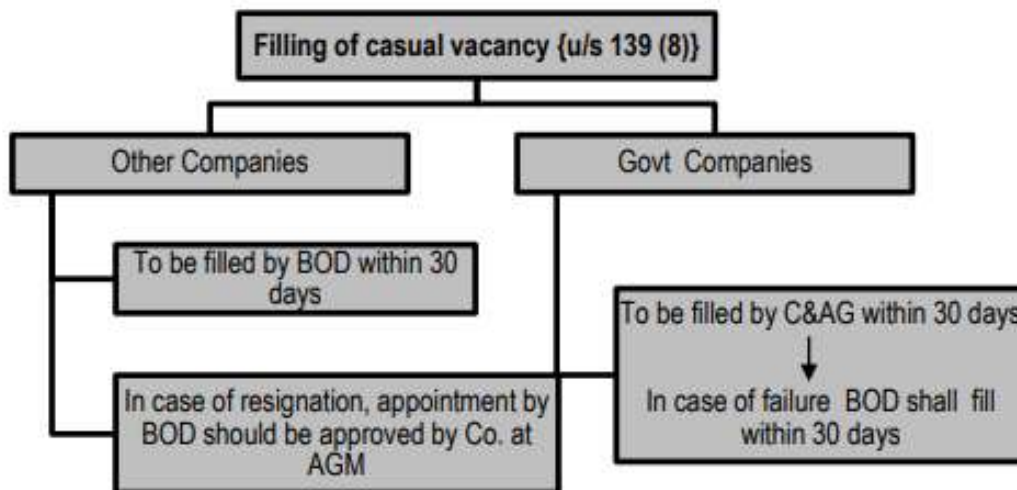 Filling of casual vacancy {u/s 139 (8)}
Other Companies
Govt Companies
To be filled by BOD within 30
days
In case of resignation, appointment by
BOD should be approved by Co. at
AGM
To be filled by C&AG within 30 days
In case of failure BOD shall fill
within 30 days